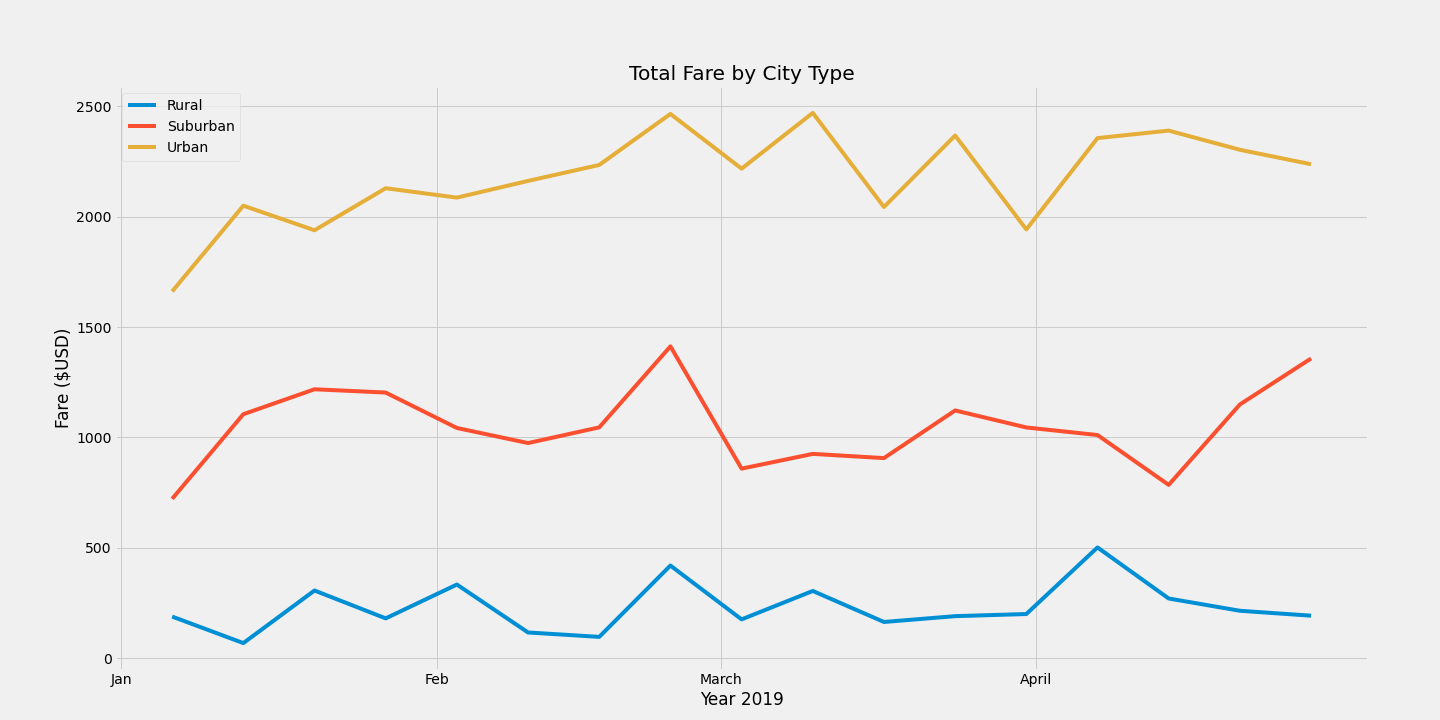 Total Fare by City Type
Rural
Suburban
Urban
2500
2000
1500
1000
500
0
Fare ($USD)
Jan Feb March April
Year 2019